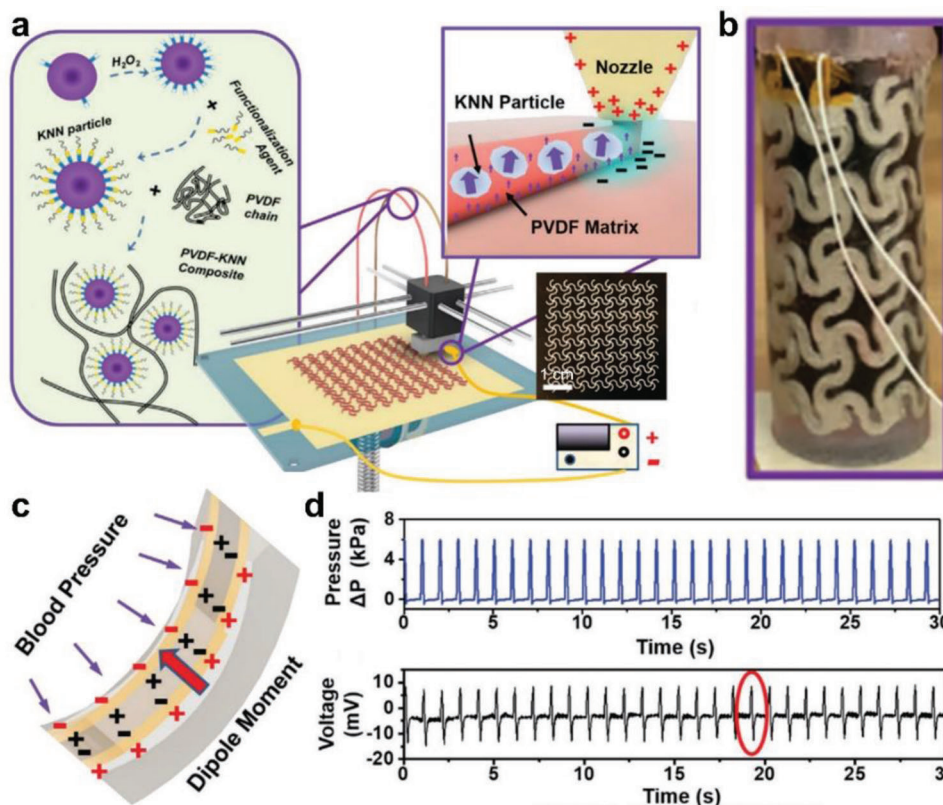 a
H₂O₂
KNN particle
+
Functionalization
Agent
+
PVDF
chain
PVDF-KNN
Composite
Nozzle
KNN Particle
PVDF Matrix
1 cm
+
-
b
c
Blood Pressure
Dipole Moment
d
Pressure
ΔP (kPa)
8
4
0
0 5 10 15 20 25 30
Time (s)
Voltage
(mV)
10
0
-10
-20
0 5 10 15 20 25 30
Time (s)